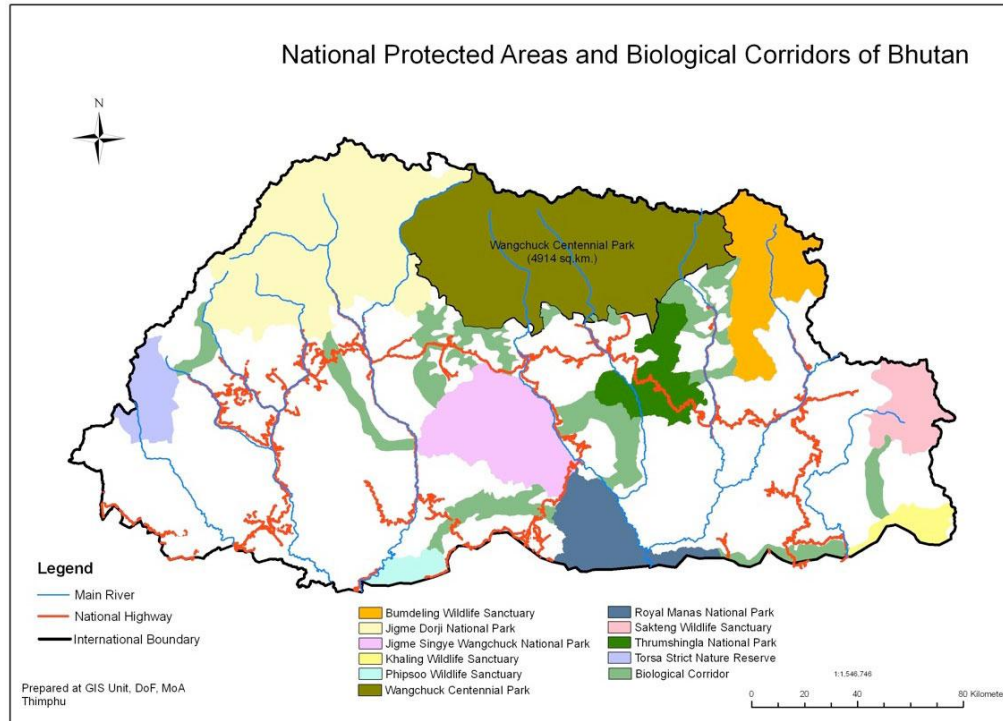 National Protected Areas and Biological Corridors of Bhutan
N
Wangchuck Centennial Park
(4914 sq.km.)
Legend
Main River
National Highway
International Boundary
Bumdeling Wildlife Sanctuary
Jigme Dorji National Park
Jigme Singye Wangchuck National Park
Khaling Wildlife Sanctuary
Phipsoo Wildlife Sanctuary
Wangchuck Centennial Park
Royal Manas National Park
Sakteng Wildlife Sanctuary
Thrumshingla National Park
Torsa Strict Nature Reserve
Biological Corridor
Prepared at GIS Unit, DoF, MoA
Thimphu
1:1,546,746
0 20 40 80 Kilomete